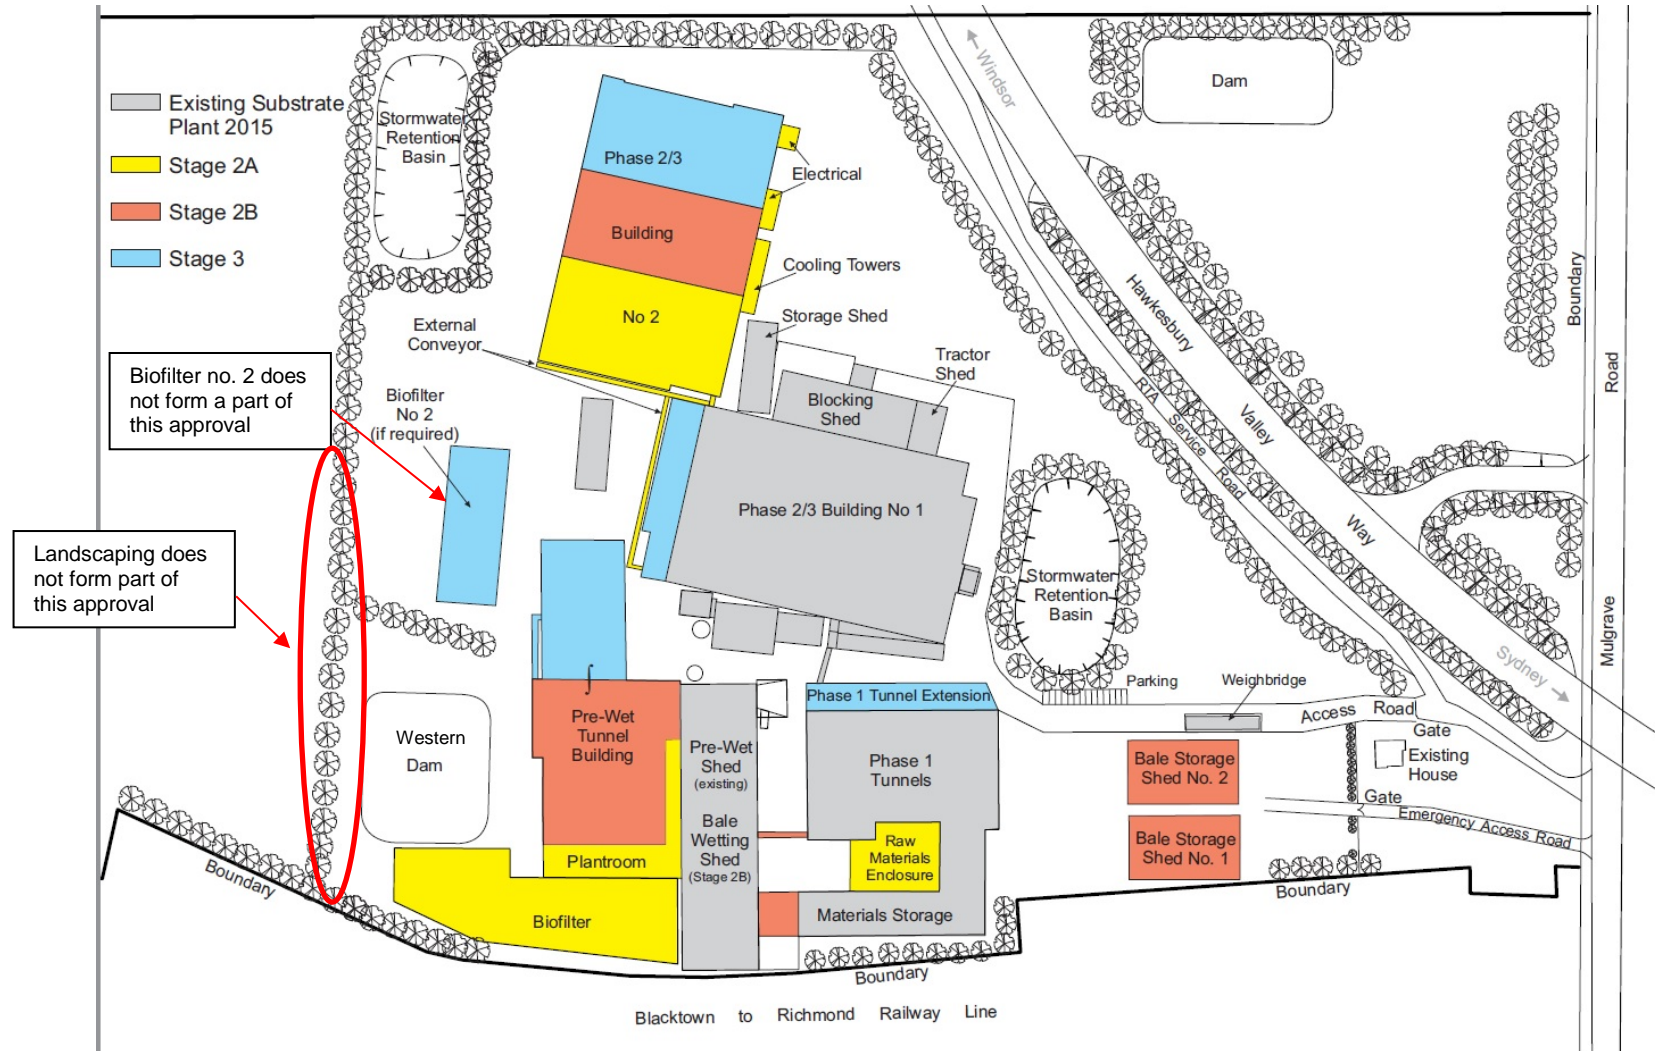 Existing Substrate
Plant 2015
Stage 2A
Stage 2B
Stage 3
Stormwater
Retention
Basin
Phase 2/3
Building
No 2
Electrical
Cooling Towers
Storage Shed
External
Conveyor
Tractor
Shed
Blocking
Shed
Biofilter
No 2
(if required)
Biofilter no. 2 does
not form a part of
this approval
Landscaping does
not form part of
this approval
Phase 2/3 Building No 1
Windsor
Dam
Hawkesbury
Valley
Way
RTA Service Road
Boundary
Mulgrave Road
Sydney
Stormwater
Retention
Basin
Parking
Weighbridge
Access Road
Gate
Existing
House
Gate
Emergency Access Road
Phase 1 Tunnel Extension
Phase 1
Tunnels
Pre-Wet
Tunnel
Building
Pre-Wet
Shed
(existing)
Bale
Wetting
Shed
(Stage 2B)
Western
Dam
Bale Storage
Shed No. 2
Bale Storage
Shed No. 1
Raw
Materials
Enclosure
Plantroom
Biofilter
Materials Storage
Boundary
Boundary
Boundary
Blacktown to Richmond Railway Line